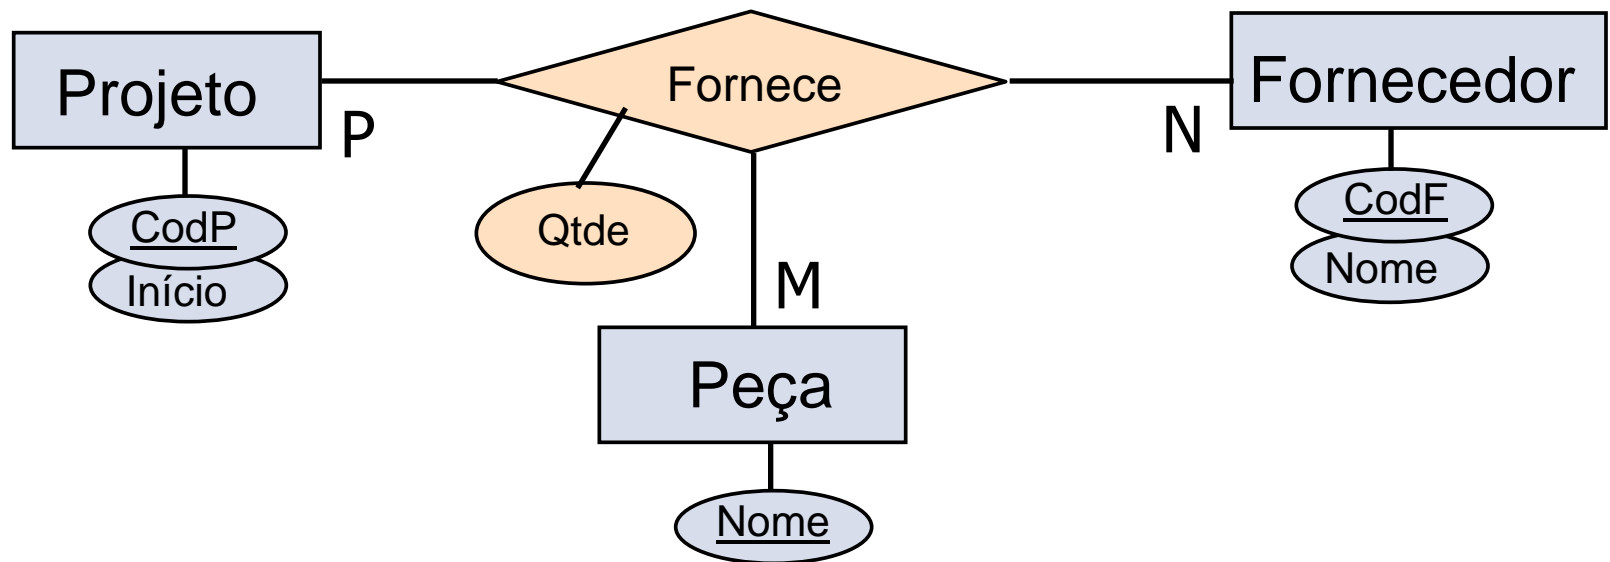 Projeto
P
Fornece
N
Fornecedor
CodP
Início
Qtde
CodF
Nome
M
Peça
Nome